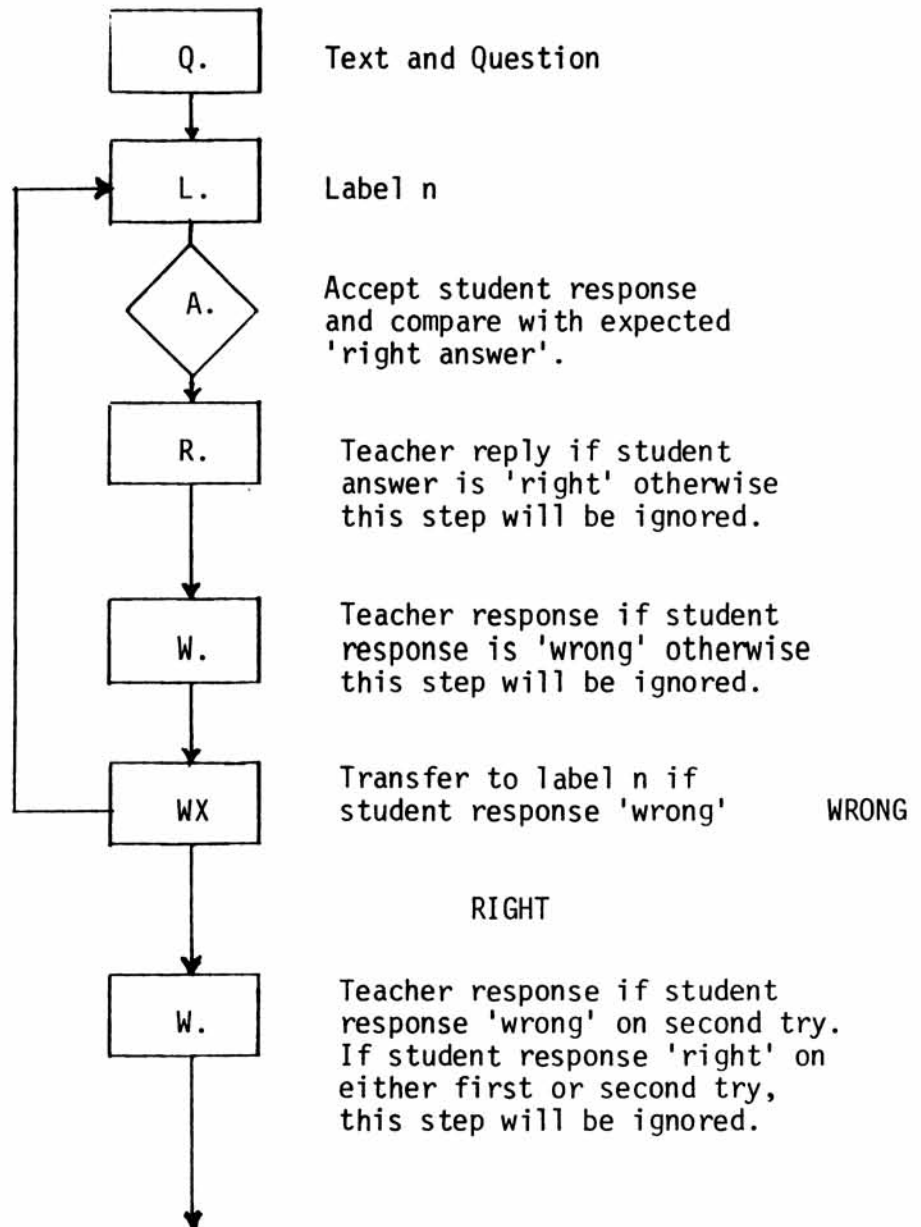 Q. Text and Question
L. Label n
A. Accept student response
and compare with expected
'right answer'.
R. Teacher reply if student
answer is 'right' otherwise
this step will be ignored.
W. Teacher response if student
response is 'wrong' otherwise
this step will be ignored.
WX Transfer to label n if
student response 'wrong' WRONG
RIGHT
W. Teacher response if student
response 'wrong' on second try.
If student response 'right' on
either first or second try,
this step will be ignored.